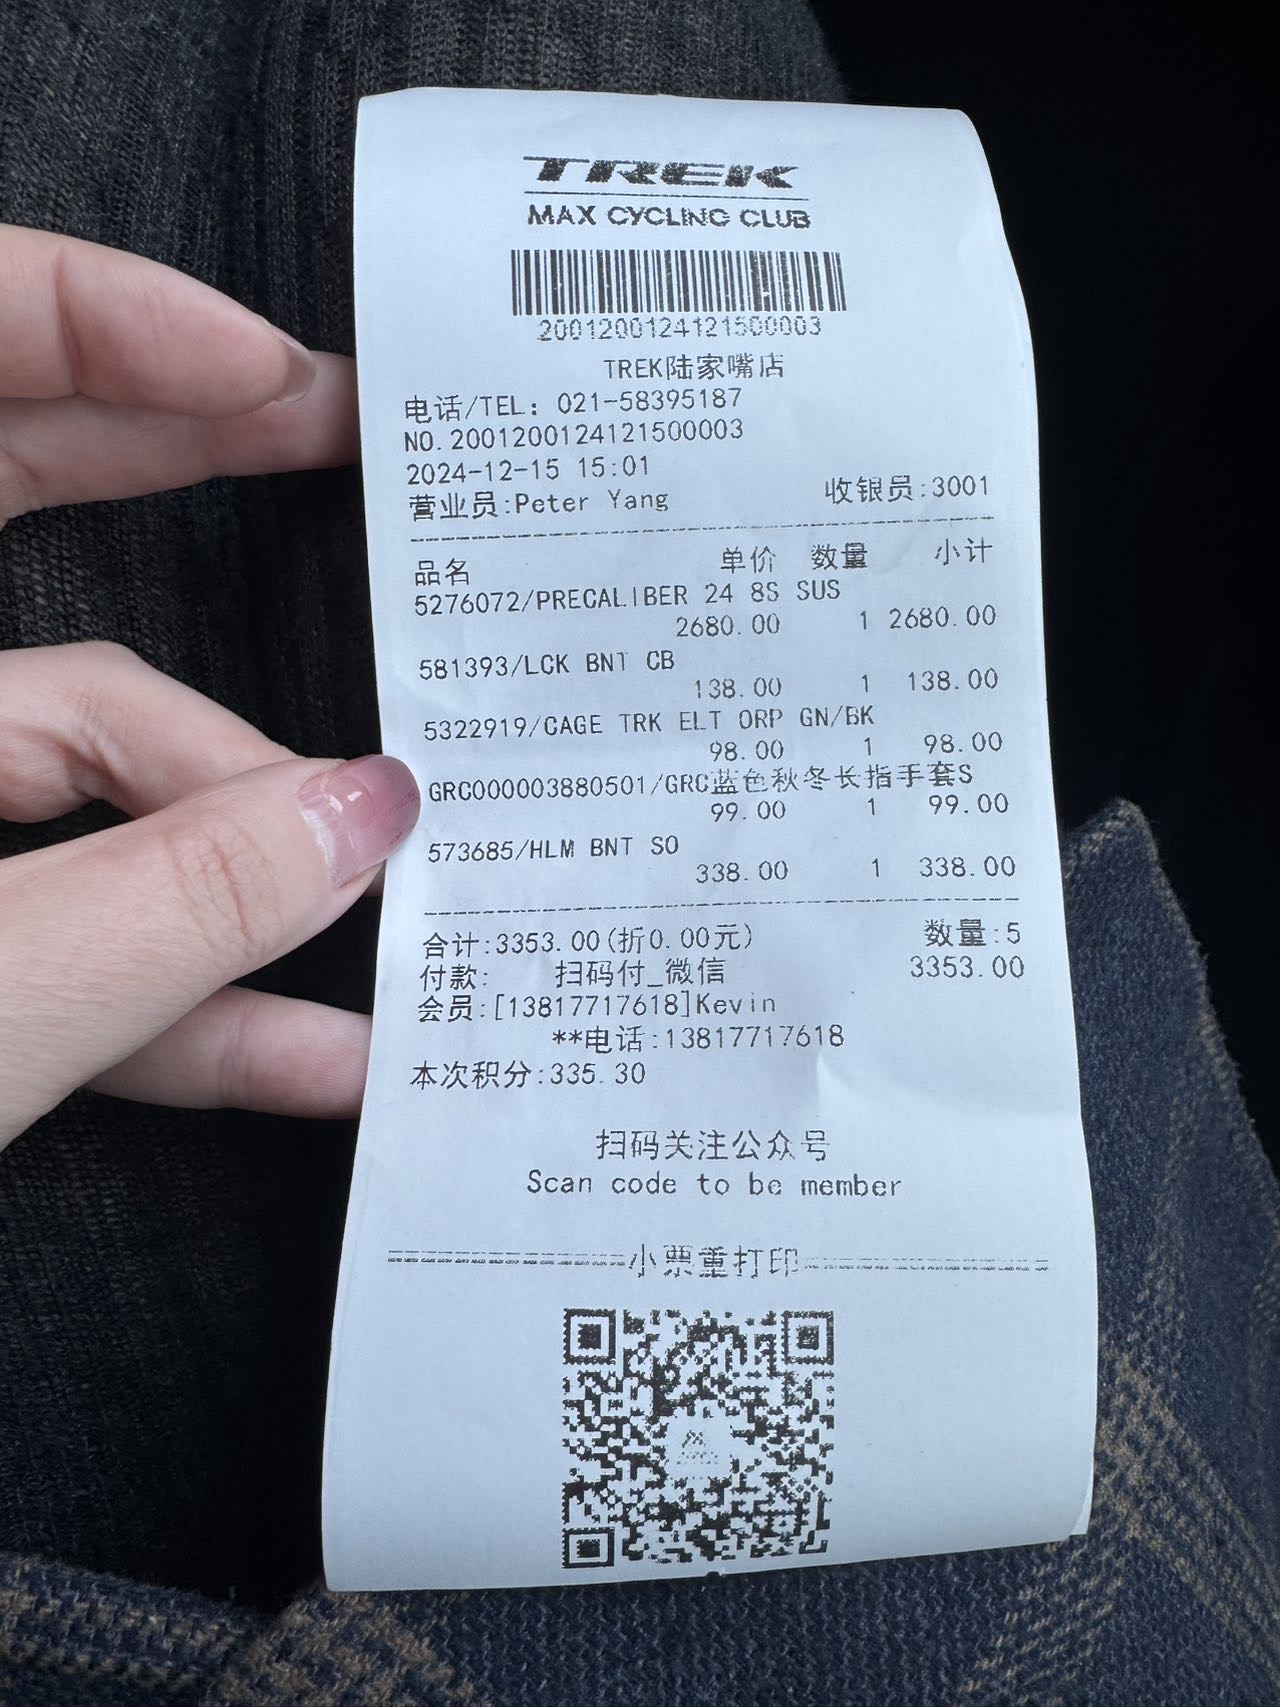 TREK
MAX CYCLING CLUB
2001200124121500003
TREK陆家嘴店
电话/TEL: 021-58395187
NO.2001200124121500003
2024-12-15 15:01
营业员:Peter Yang 收银员:3001
品名 单价 数量 小计
5276072/PRECALIBER 24 8S SUS
2680.00 1 2680.00
581393/LCK BNT CB
138.00 1 138.00
5322919/CAGE TRK ELT ORP GN/BK
98.00 1 98.00
GRC000003880501/GRC蓝色秋冬长指手套S
99.00 1 99.00
573685/HLM BNT SO
338.00 1 338.00
合计:3353.00(折0.00元) 数量:5
付款: 扫码付_微信 3353.00
会员:[13817717618]Kevin
**电话:13817717618
本次积分:335.30
扫码关注公众号
Scan code to be member
小票重打印